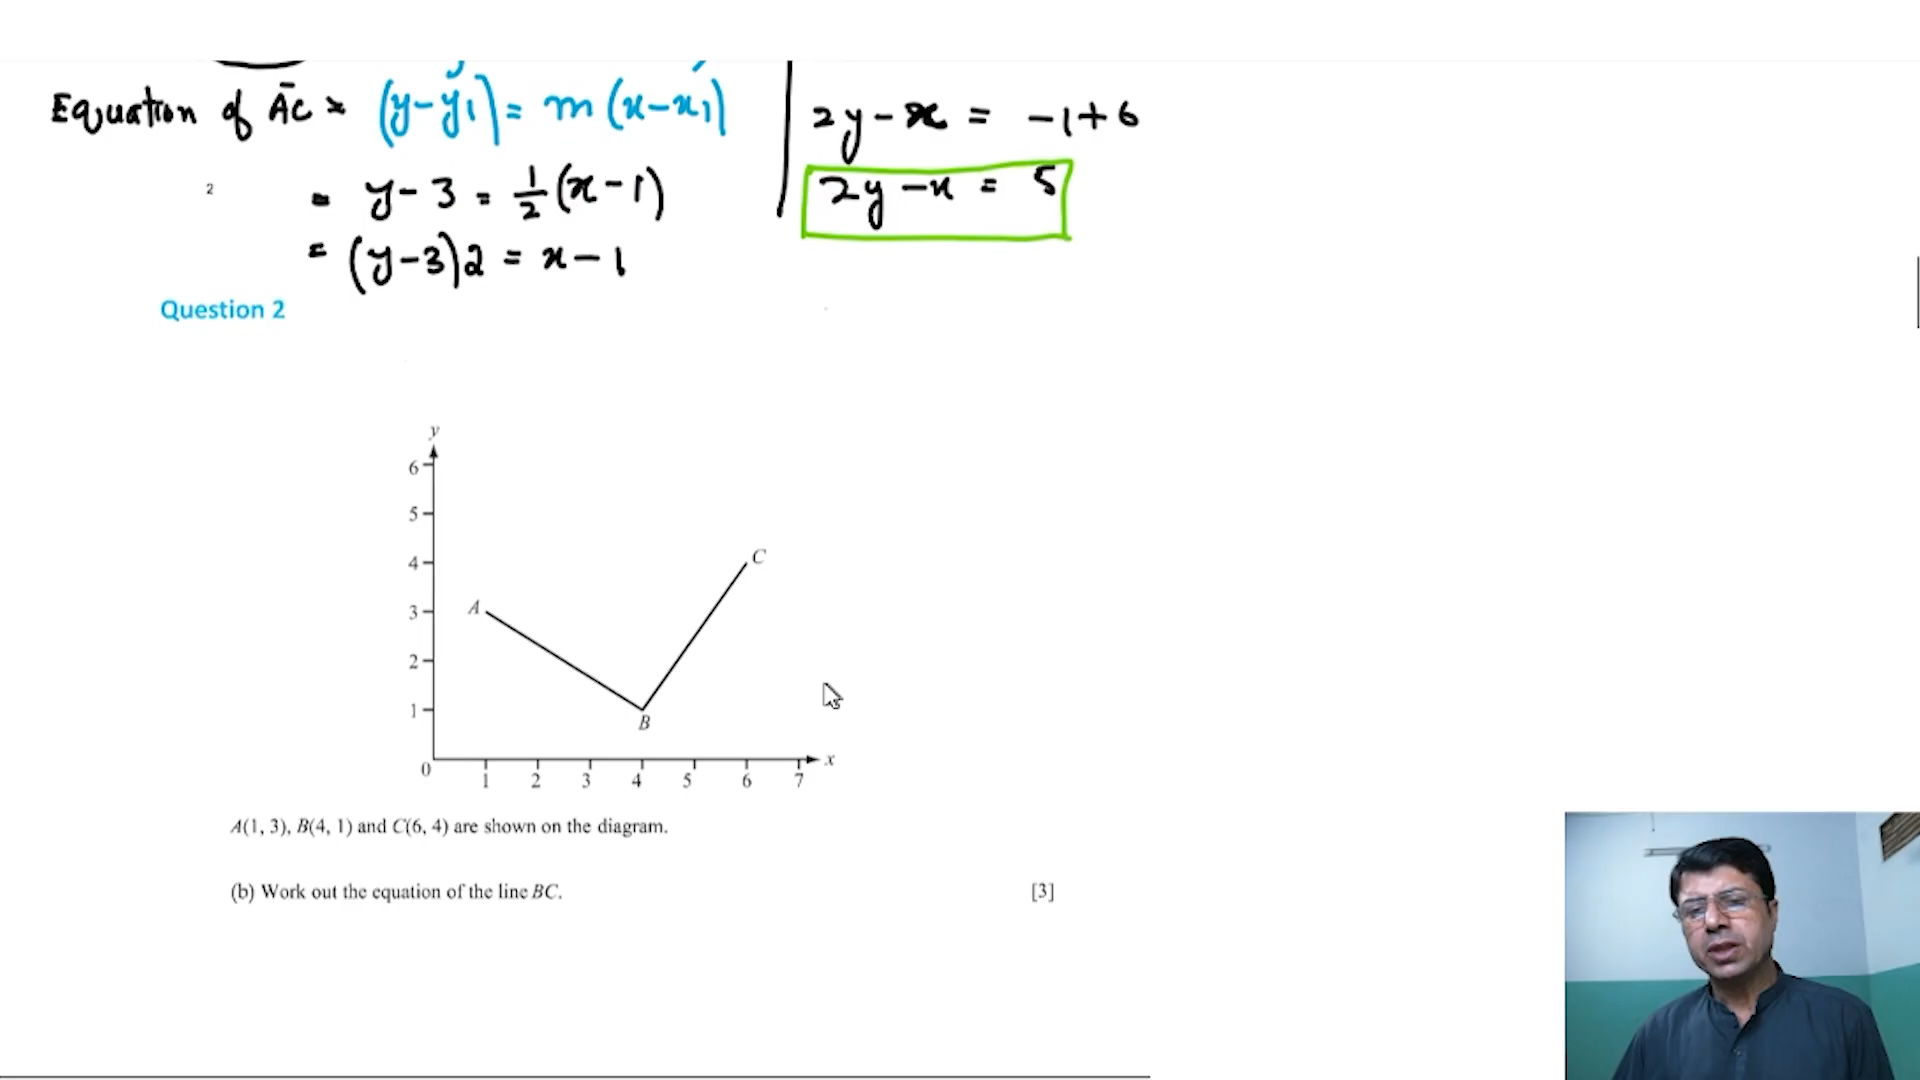 Equation of AC = (y-y1) = m(x-x1)
= y-3 = 1/2 (x-1)
= (y-3)2 = x-1
2y-x = -1+6
2y-x = 5
2
Question 2
y
6
5
4
3
2
1
0
1 2 3 4 5 6 7
x
A
B
C
A(1, 3), B(4, 1) and C(6, 4) are shown on the diagram.
(b) Work out the equation of the line BC. [3]